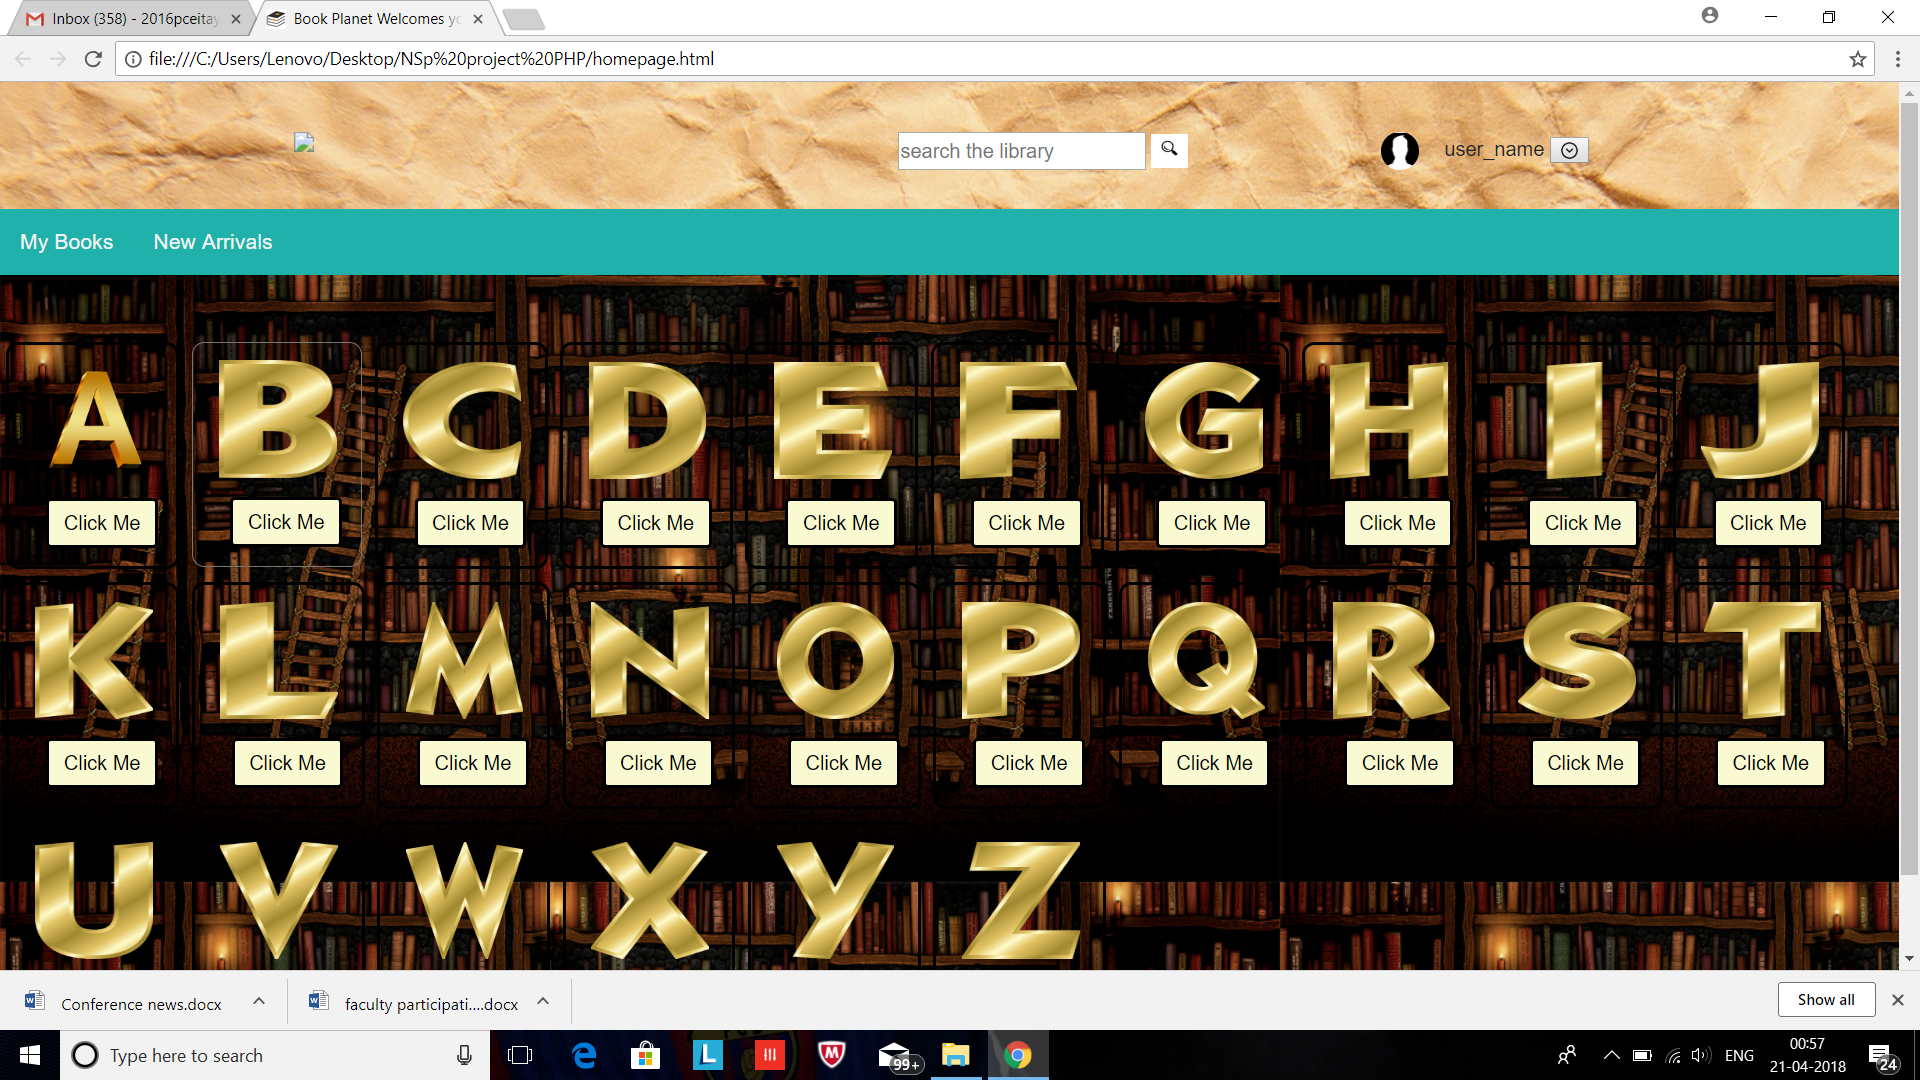 Inbox (358) - 2016pceitay
Book Planet Welcomes yo
file:///C:/Users/Lenovo/Desktop/NSp%20project%20PHP/homepage.html
search the library
user_name
My Books New Arrivals
A B C D E F G H I J
Click Me Click Me Click Me Click Me Click Me Click Me Click Me Click Me Click Me Click Me
K L M N O P Q R S T
Click Me Click Me Click Me Click Me Click Me Click Me Click Me Click Me Click Me Click Me
U V W X Y Z
Conference news.docx faculty participati....docx Show all
Type here to search
99+
ENG
00:57
21-04-2018
24